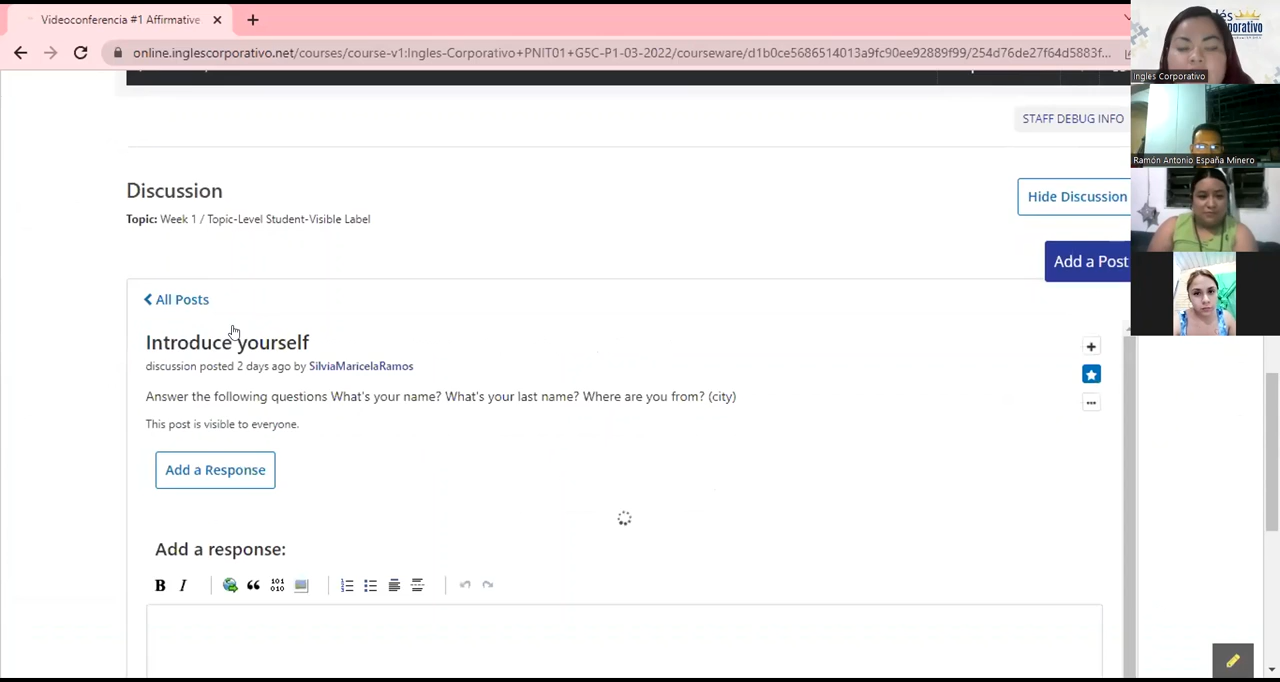 Videoconferencia #1 Affirmative
online.inglescorporativo.net/courses/course-v1:Ingles-Corporativo+PNIT01+G5C-P1-03-2022/courseware/d1b0ce5686514013a9fc90ee92889f99/254d76de27f64d5883f...
Ingles Corporativo
STAFF DEBUG INFO
Ramón Antonio España Minero
Discussion
Hide Discussion
Topic: Week 1 / Topic-Level Student-Visible Label
Add a Post
All Posts
Introduce yourself
discussion posted 2 days ago by SilviaMaricelaRamos
Answer the following questions What's your name? What's your last name? Where are you from? (city)
This post is visible to everyone.
Add a Response
Add a response:
B I
101
010